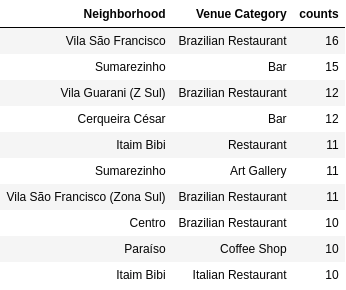 Neighborhood Venue Category counts
Vila São Francisco Brazilian Restaurant 16
Sumarezinho Bar 15
Vila Guarani (Z Sul) Brazilian Restaurant 12
Cerqueira César Bar 12
Itaim Bibi Restaurant 11
Sumarezinho Art Gallery 11
Vila São Francisco (Zona Sul) Brazilian Restaurant 11
Centro Brazilian Restaurant 10
Paraíso Coffee Shop 10
Itaim Bibi Italian Restaurant 10